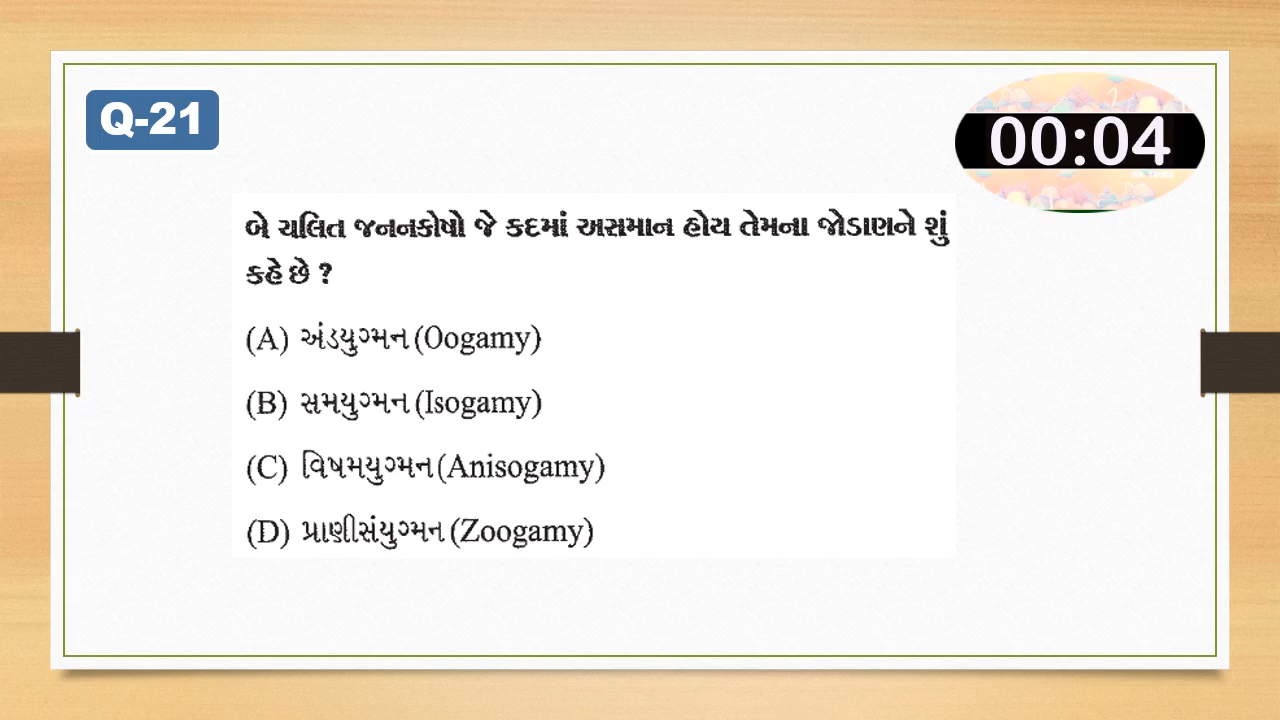 Q-21
00:04
બે ચલિત જનનકોષો જે કદમાં અસમાન હોય તેમના જોડાણને શું
કહે છે ?
(A) અંડયુગ્મન (Oogamy)
(B) સમયુગ્મન (Isogamy)
(C) વિષમયુગ્મન (Anisogamy)
(D) પ્રાણીસંયુગ્મન (Zoogamy)